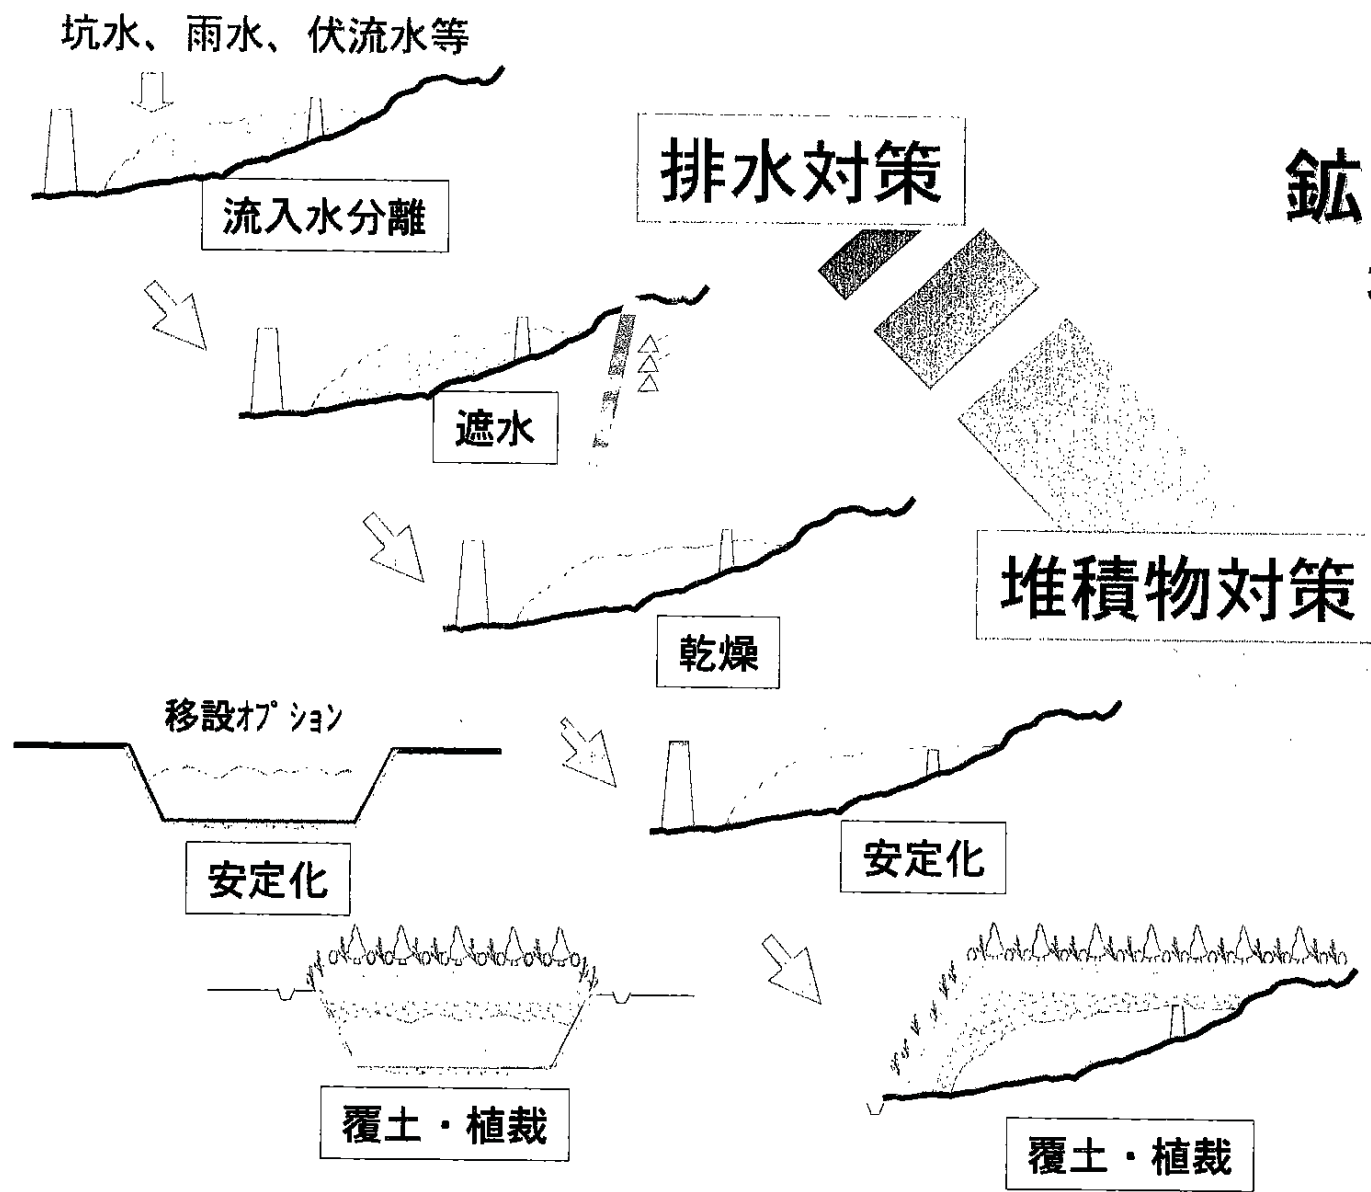 坑水、雨水、伏流水等
排水対策
鉱
流入水分離
遮水
堆積物対策
乾燥
移設ｵﾌﾟｼｮﾝ
安定化
安定化
覆土・植裁
覆土・植裁